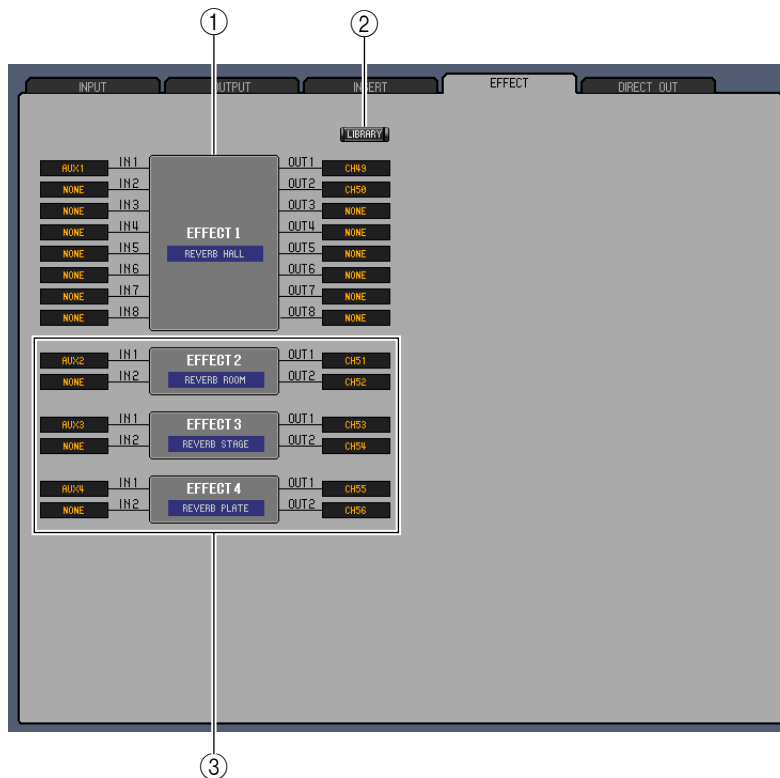 ① ②
INPUT OUTPUT INSERT EFFECT DIRECT OUT
LIBRARY
AUX1 IN1 OUT1 CH49
NONE IN2 OUT2 CH50
NONE IN3 OUT3 NONE
NONE IN4 EFFECT 1 OUT4 NONE
NONE IN5 REVERB HALL OUT5 NONE
NONE IN6 OUT6 NONE
NONE IN7 OUT7 NONE
NONE IN8 OUT8 NONE
AUX2 IN1 EFFECT 2 OUT1 CH51
NONE IN2 REVERB ROOM OUT2 CH52
AUX3 IN1 EFFECT 3 OUT1 CH53
NONE IN2 REVERB STAGE OUT2 CH54
AUX4 IN1 EFFECT 4 OUT1 CH55
NONE IN2 REVERB PLATE OUT2 CH56
③